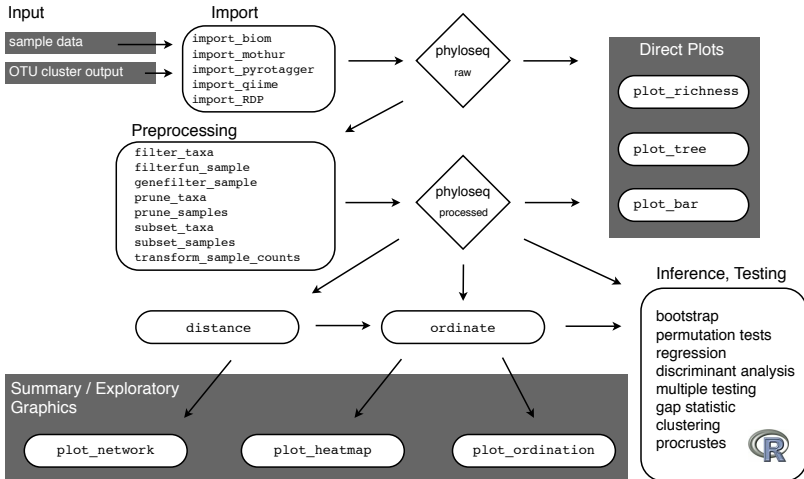 Input
Import
sample data
OTU cluster output
import_biom
import_mothur
import_pyrotagger
import_qiime
import_RDP
phyloseq
raw
Direct Plots
plot_richness
plot_tree
plot_bar
Preprocessing
filter_taxa
filterfun_sample
genefilter_sample
prune_taxa
prune_samples
subset_taxa
subset_samples
transform_sample_counts
phyloseq
processed
distance
ordinate
Inference, Testing
bootstrap
permutation tests
regression
discriminant analysis
multiple testing
gap statistic
clustering
procrustes
R
Summary / Exploratory
Graphics
plot_network
plot_heatmap
plot_ordination